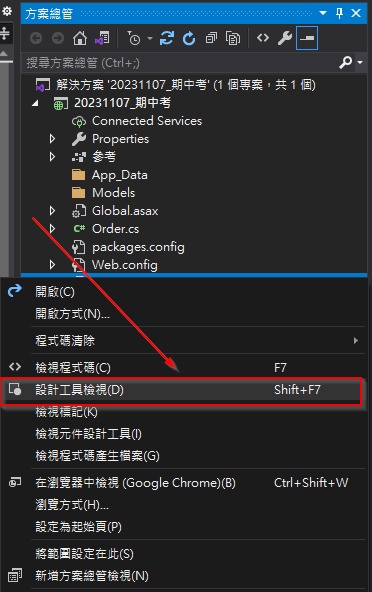 方案總管
搜尋方案總管 (Ctrl+;)
解決方案 '20231107_期中考' (1 個專案，共 1 個)
20231107_期中考
Connected Services
Properties
參考
App_Data
Models
Global.asax
Order.cs
packages.config
Web.config
開啟(C)
開啟方式(N)...
程式碼清除
檢視程式碼(C) F7
設計工具檢視(D) Shift+F7
檢視標記(K)
檢視元件設計工具(I)
檢視程式碼產生檔案(G)
在瀏覽器中檢視 (Google Chrome)(B) Ctrl+Shift+W
瀏覽方式(H)...
設定為起始頁(P)
將範圍設定在此(S)
新增方案總管檢視(N)